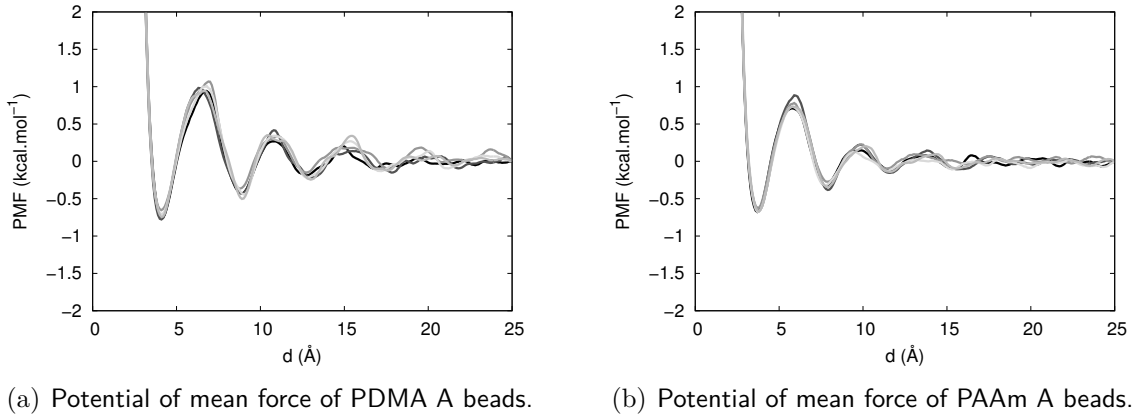 2
1.5
1
0.5
0
−0.5
−1
−1.5
−2
PMF (kcal.mol−1)
0 5 10 15 20 25
d (Å)
(a) Potential of mean force of PDMA A beads.
2
1.5
1
0.5
0
−0.5
−1
−1.5
−2
PMF (kcal.mol−1)
0 5 10 15 20 25
d (Å)
(b) Potential of mean force of PAAm A beads.